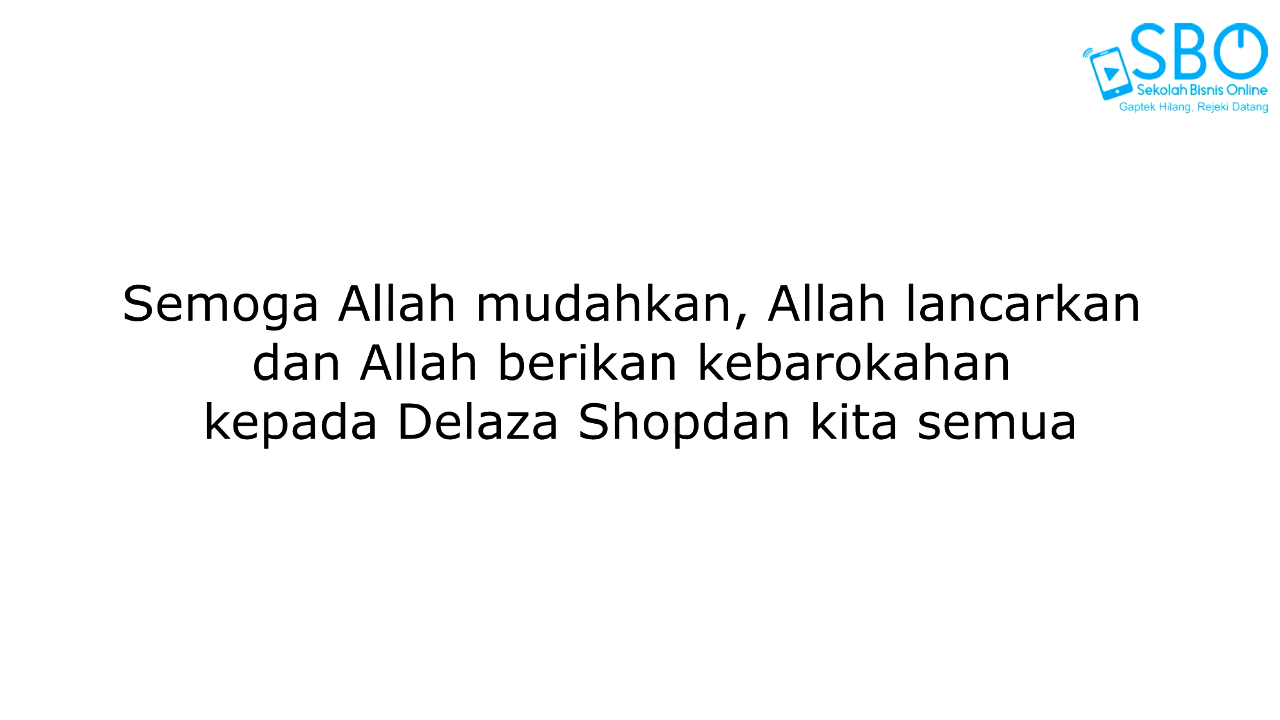 SBO
Sekolah Bisnis Online
Gaptek Hilang, Rejeki Datang
Semoga Allah mudahkan, Allah lancarkan
dan Allah berikan kebarokahan
kepada Delaza Shopdan kita semua